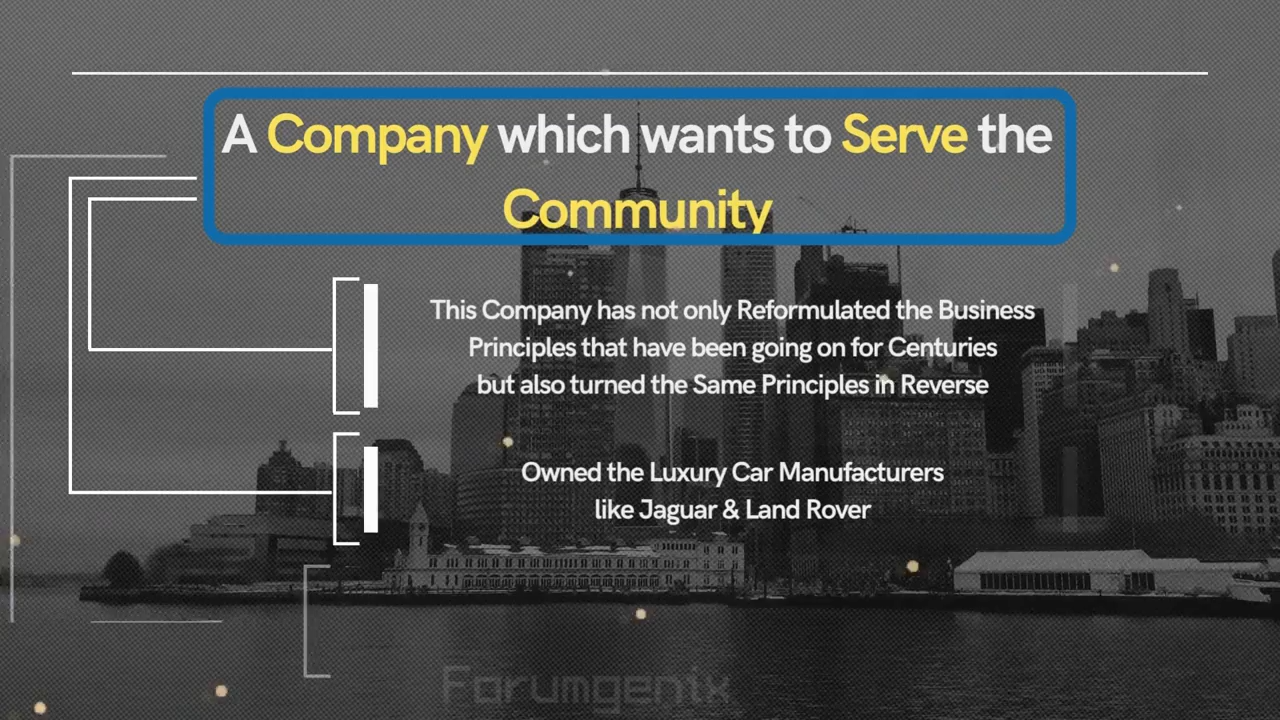 A Company which wants to Serve the
Community
This Company has not only Reformulated the Business
Principles that have been going on for Centuries
but also turned the Same Principles in Reverse
Owned the Luxury Car Manufacturers
like Jaguar & Land Rover
Forumgenix